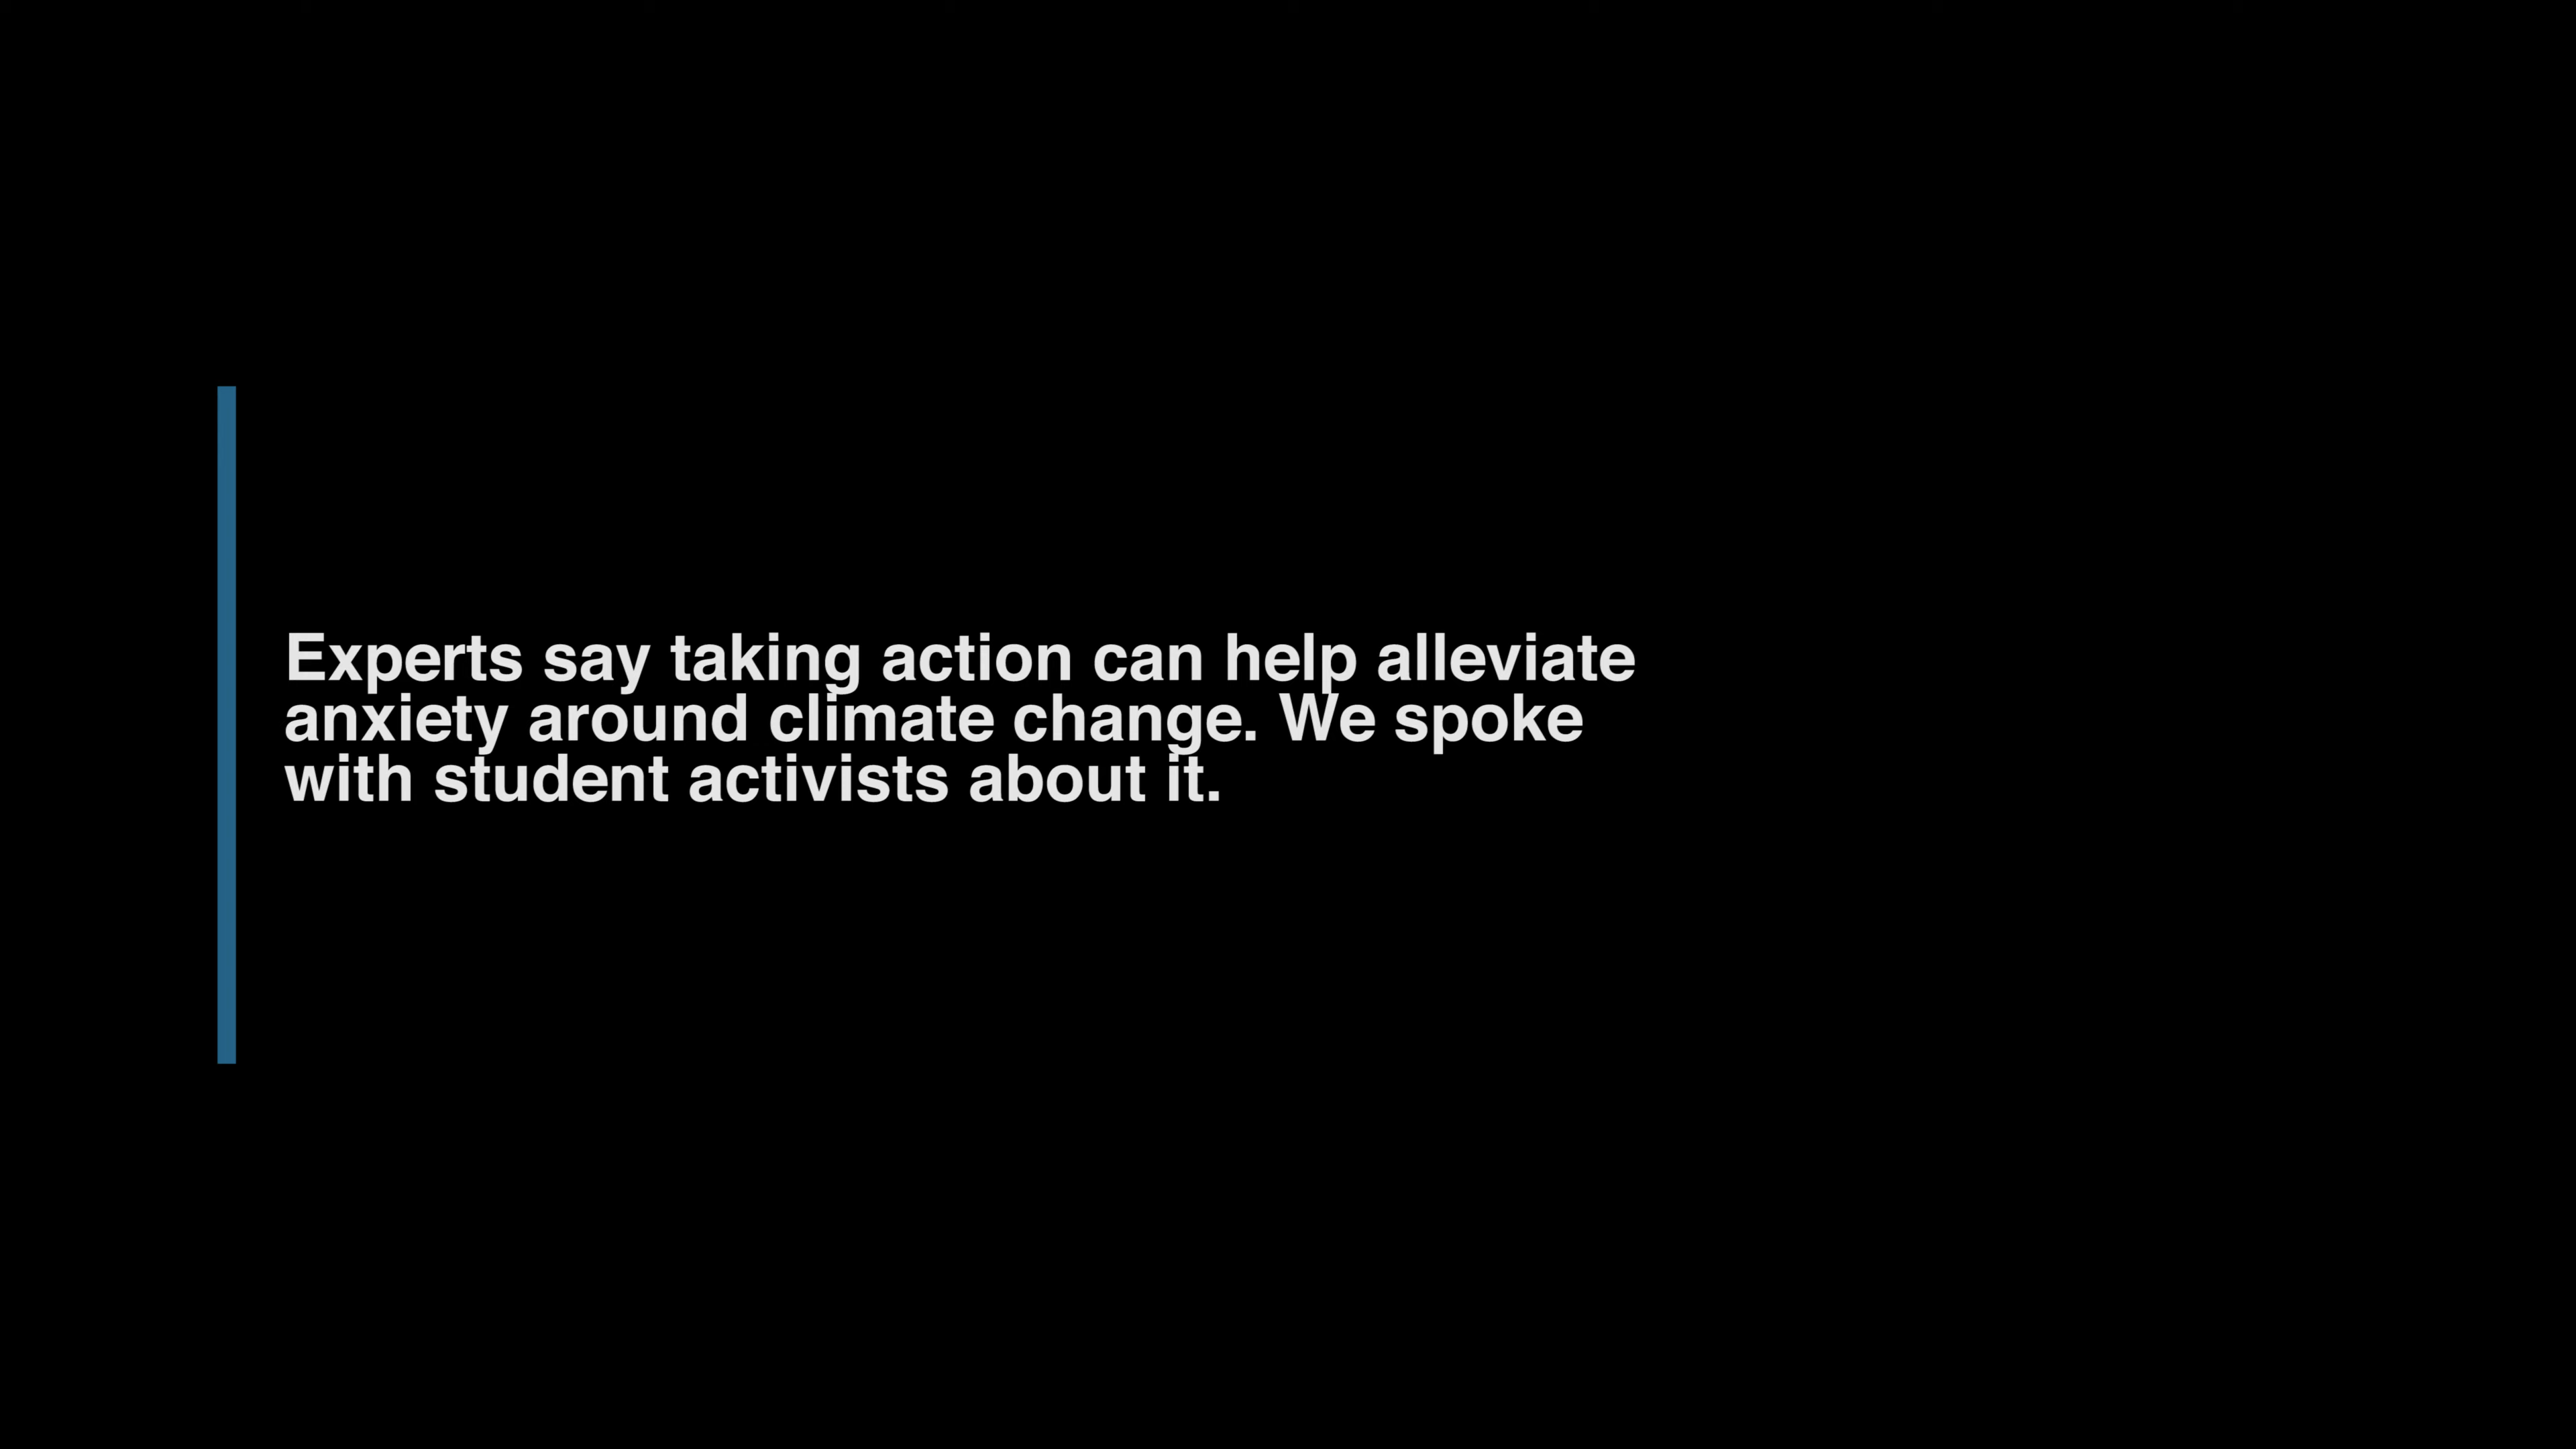 Experts say taking action can help alleviate
anxiety around climate change. We spoke
with student activists about it.